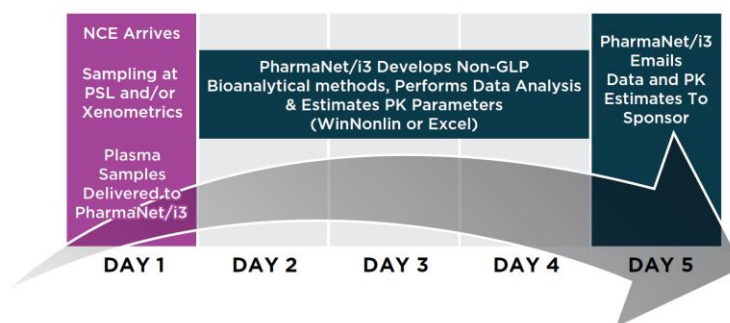 NCE Arrives
Sampling at
PSL and/or
Xenometrics
Plasma
Samples
Delivered to
PharmaNet/i3
PharmaNet/i3 Develops Non-GLP
Bioanalytical methods, Performs Data Analysis
& Estimates PK Parameters
(WinNonlin or Excel)
PharmaNet/i3
Emails
Data and PK
Estimates To
Sponsor
DAY 1
DAY 2
DAY 3
DAY 4
DAY 5